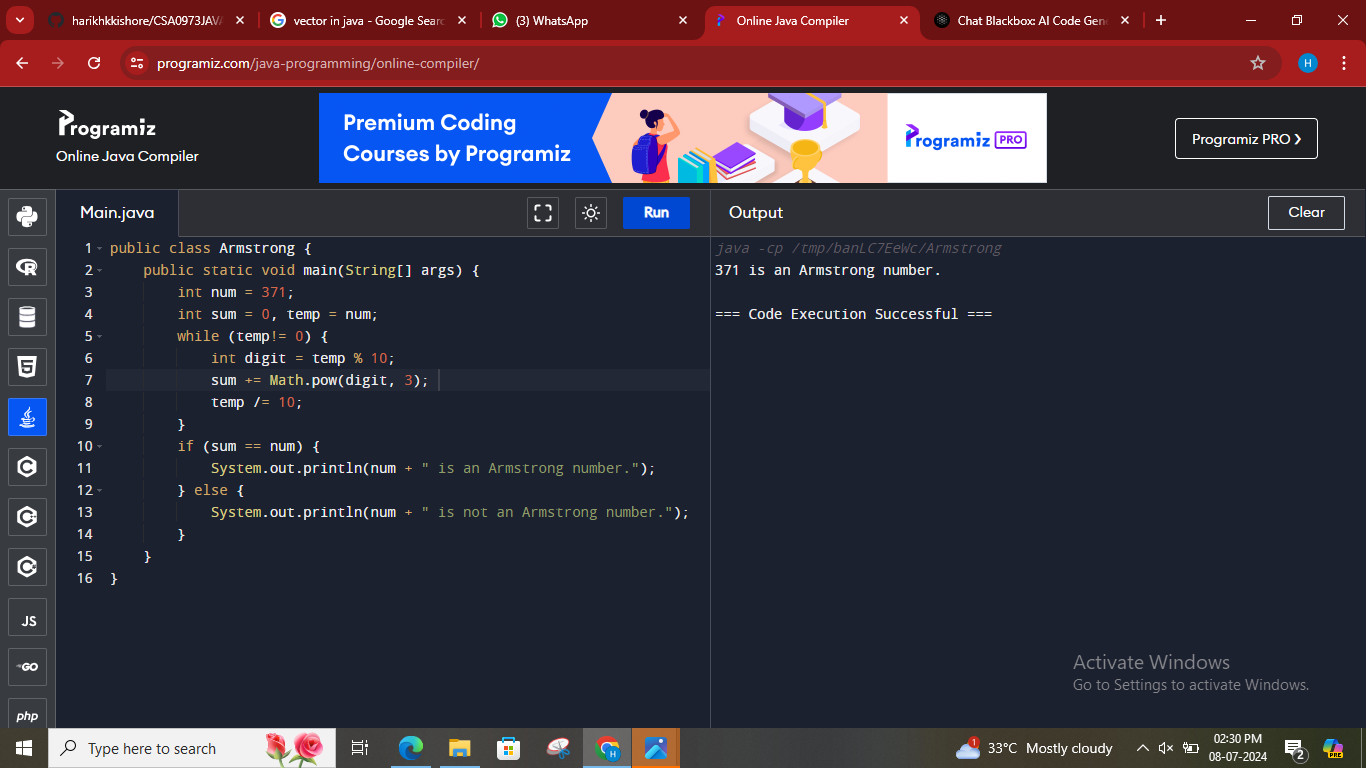 harikhkkishore/CSA0973JAVA
vector in java - Google Searc
(3) WhatsApp
Online Java Compiler
Chat Blackbox: AI Code Gene
programiz.com/java-programming/online-compiler/
H
Programiz
Online Java Compiler
Premium Coding
Courses by Programiz
Programiz PRO
Programiz PRO ❯
Main.java
Run
Output
Clear
1 public class Armstrong {
2     public static void main(String[] args) {
3         int num = 371;
4         int sum = 0, temp = num;
5         while (temp!= 0) {
6             int digit = temp % 10;
7             sum += Math.pow(digit, 3);
8             temp /= 10;
9         }
10         if (sum == num) {
11             System.out.println(num + " is an Armstrong number.");
12         } else {
13             System.out.println(num + " is not an Armstrong number.");
14         }
15     }
16 }
java -cp /tmp/banLC7EeWc/Armstrong
371 is an Armstrong number.
=== Code Execution Successful ===
R
5
C
C
C
JS
GO
php
Activate Windows
Go to Settings to activate Windows.
Type here to search
H
1
33°C Mostly cloudy
02:30 PM
08-07-2024
2
PRE